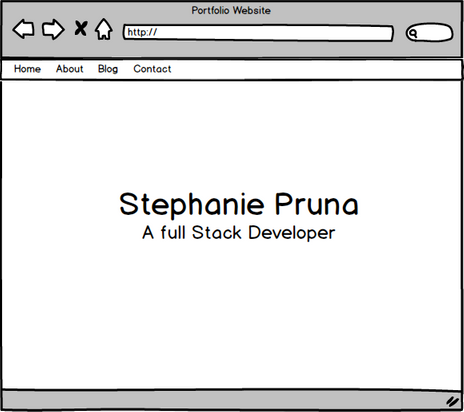 Portfolio Website
http://
Home About Blog Contact
Stephanie Pruna
A full Stack Developer